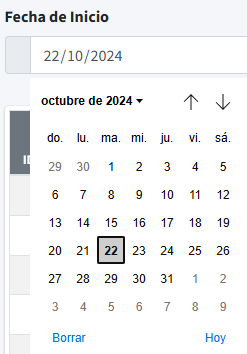 Fecha de Inicio
22/10/2024
octubre de 2024
do. lu. ma. mi. ju. vi. sá.
29 30 1 2 3 4 5
6 7 8 9 10 11 12
13 14 15 16 17 18 19
20 21 22 23 24 25 26
27 28 29 30 31 1 2
3 4 5 6 7 8 9
Borrar Hoy